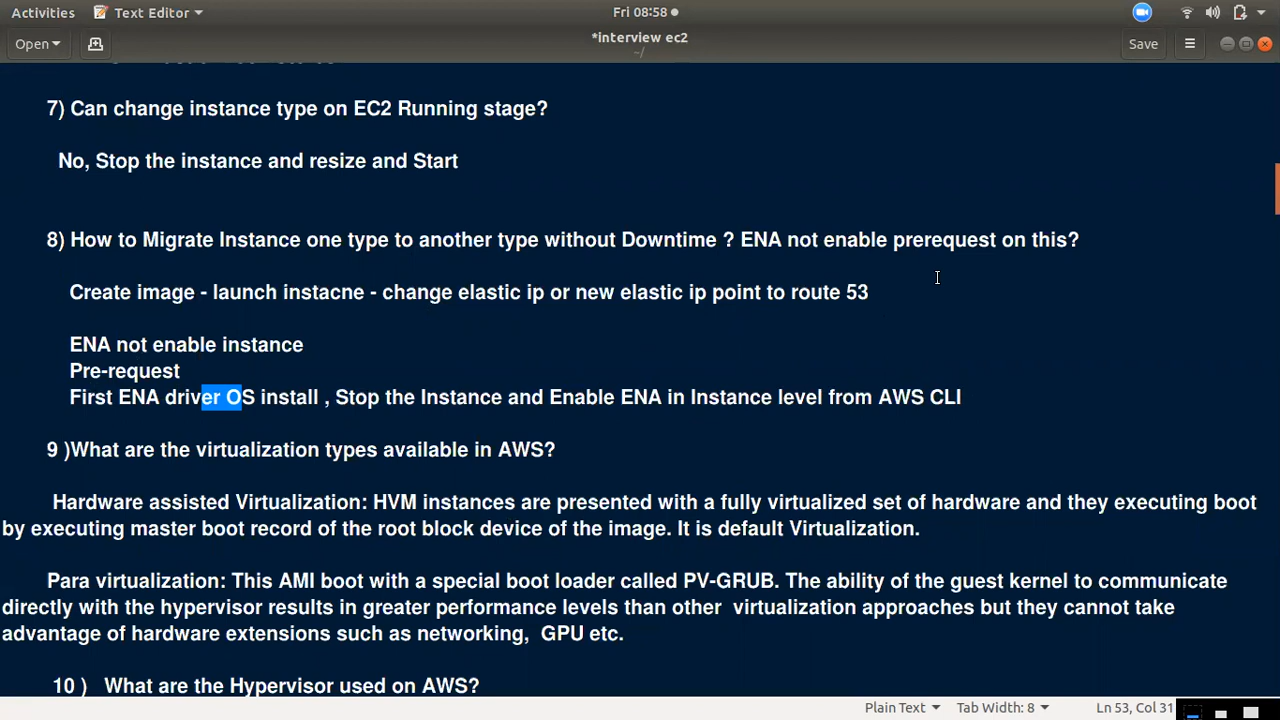 Activities Text Editor Fri 08:58
Open *interview ec2 Save
~/
7) Can change instance type on EC2 Running stage?
No, Stop the instance and resize and Start
8) How to Migrate Instance one type to another type without Downtime ? ENA not enable prerequest on this?
Create image - launch instacne - change elastic ip or new elastic ip point to route 53
ENA not enable instance
Pre-request
First ENA driver OS install , Stop the Instance and Enable ENA in Instance level from AWS CLI
9 )What are the virtualization types available in AWS?
Hardware assisted Virtualization: HVM instances are presented with a fully virtualized set of hardware and they executing boot
by executing master boot record of the root block device of the image. It is default Virtualization.
Para virtualization: This AMI boot with a special boot loader called PV-GRUB. The ability of the guest kernel to communicate
directly with the hypervisor results in greater performance levels than other virtualization approaches but they cannot take
advantage of hardware extensions such as networking, GPU etc.
10 ) What are the Hypervisor used on AWS?
Plain Text Tab Width: 8 Ln 53, Col 31